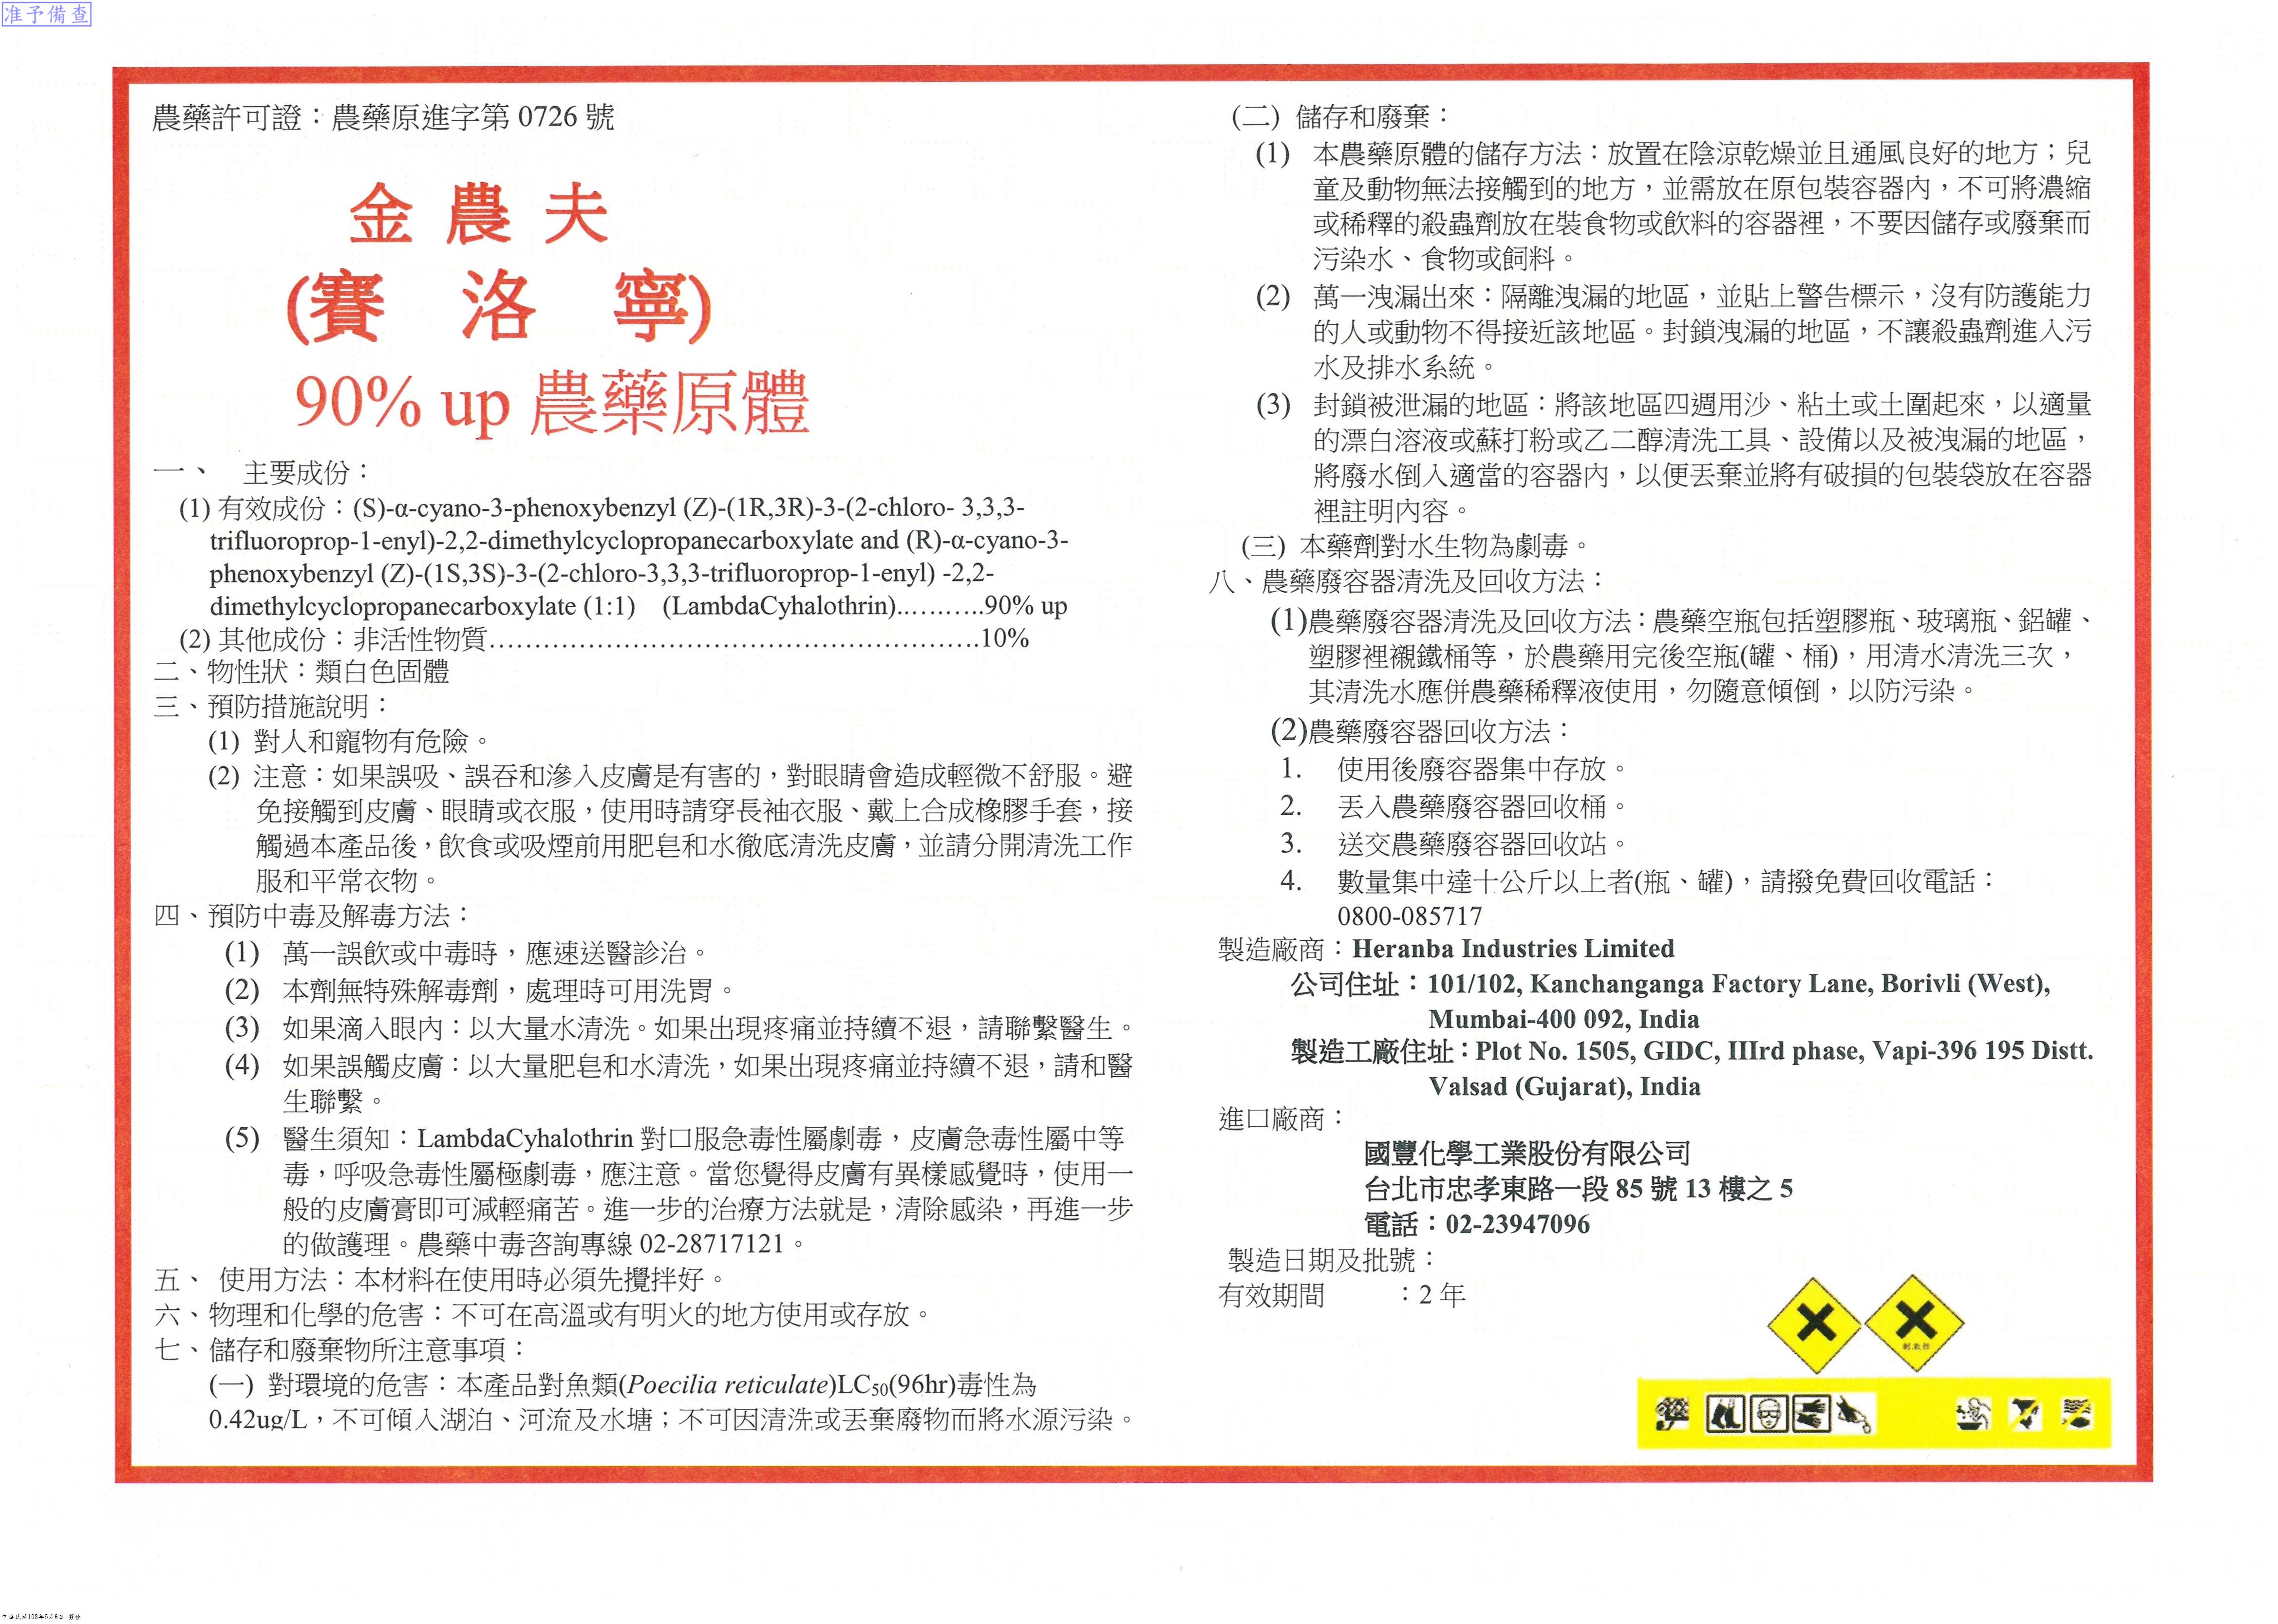 准予備查
農藥許可證：農藥原進字第 0726 號
金農夫
(賽 洛 寧)
90% up 農藥原體
一、 主要成份：
(1) 有效成份：(S)-α-cyano-3-phenoxybenzyl (Z)-(1R,3R)-3-(2-chloro- 3,3,3-
trifluoroprop-1-enyl)-2,2-dimethylcyclopropanecarboxylate and (R)-α-cyano-3-
phenoxybenzyl (Z)-(1S,3S)-3-(2-chloro-3,3,3-trifluoroprop-1-enyl) -2,2-
dimethylcyclopropanecarboxylate (1:1) (LambdaCyhalothrin)..........90% up
(2) 其他成份：非活性物質.......................................................10%
二、物性狀：類白色固體
三、預防措施說明：
(1) 對人和寵物有危險。
(2) 注意：如果誤吸、誤吞和滲入皮膚是有害的，對眼睛會造成輕微不舒服。避
免接觸到皮膚、眼睛或衣服，使用時請穿長袖衣服、戴上合成橡膠手套，接
觸過本產品後，飲食或吸煙前用肥皂和水徹底清洗皮膚，並請分開清洗工作
服和平常衣物。
四、預防中毒及解毒方法：
(1) 萬一誤飲或中毒時，應速送醫診治。
(2) 本劑無特殊解毒劑，處理時可用洗胃。
(3) 如果滴入眼內：以大量水清洗。如果出現疼痛並持續不退，請聯繫醫生。
(4) 如果誤觸皮膚：以大量肥皂和水清洗，如果出現疼痛並持續不退，請和醫
生聯繫。
(5) 醫生須知：LambdaCyhalothrin 對口服急毒性屬劇毒，皮膚急毒性屬中等
毒，呼吸急毒性屬極劇毒，應注意。當您覺得皮膚有異樣感覺時，使用一
般的皮膚膏即可減輕痛苦。進一步的治療方法就是，清除感染，再進一步
的做護理。農藥中毒咨詢專線 02-28717121。
五、 使用方法：本材料在使用時必須先攪拌好。
六、物理和化學的危害：不可在高溫或有明火的地方使用或存放。
七、儲存和廢棄物所注意事項：
(一) 對環境的危害：本產品對魚類(Poecilia reticulate)LC50(96hr)毒性為
0.42ug/L，不可傾入湖泊、河流及水塘；不可因清洗或丟棄廢物而將水源污染。
(二) 儲存和廢棄：
(1) 本農藥原體的儲存方法：放置在陰涼乾燥並且通風良好的地方；兒
童及動物無法接觸到的地方，並需放在原包裝容器內，不可將濃縮
或稀釋的殺蟲劑放在裝食物或飲料的容器裡，不要因儲存或廢棄而
污染水、食物或飼料。
(2) 萬一洩漏出來：隔離洩漏的地區，並貼上警告標示，沒有防護能力
的人或動物不得接近該地區。封鎖洩漏的地區，不讓殺蟲劑進入污
水及排水系統。
(3) 封鎖被泄漏的地區：將該地區四週用沙、粘土或土圍起來，以適量
的漂白溶液或蘇打粉或乙二醇清洗工具、設備以及被洩漏的地區，
將廢水倒入適當的容器內，以便丟棄並將有破損的包裝袋放在容器
裡註明內容。
(三) 本藥劑對水生物為劇毒。
八、農藥廢容器清洗及回收方法：
(1)農藥廢容器清洗及回收方法：農藥空瓶包括塑膠瓶、玻璃瓶、鋁罐、
塑膠裡襯鐵桶等，於農藥用完後空瓶(罐、桶)，用清水清洗三次，
其清洗水應併農藥稀釋液使用，勿隨意傾倒，以防污染。
(2)農藥廢容器回收方法：
1. 使用後廢容器集中存放。
2. 丟入農藥廢容器回收桶。
3. 送交農藥廢容器回收站。
4. 數量集中達十公斤以上者(瓶、罐)，請撥免費回收電話：
0800-085717
製造廠商：Heranba Industries Limited
公司住址：101/102, Kanchanganga Factory Lane, Borivli (West),
Mumbai-400 092, India
製造工廠住址：Plot No. 1505, GIDC, IIIrd phase, Vapi-396 195 Distt.
Valsad (Gujarat), India
進口廠商：
國豐化學工業股份有限公司
台北市忠孝東路一段 85 號 13 樓之 5
電話：02-23947096
製造日期及批號：
有效期間 ：2 年
刺激性
中華民國108年5月6日 簽發